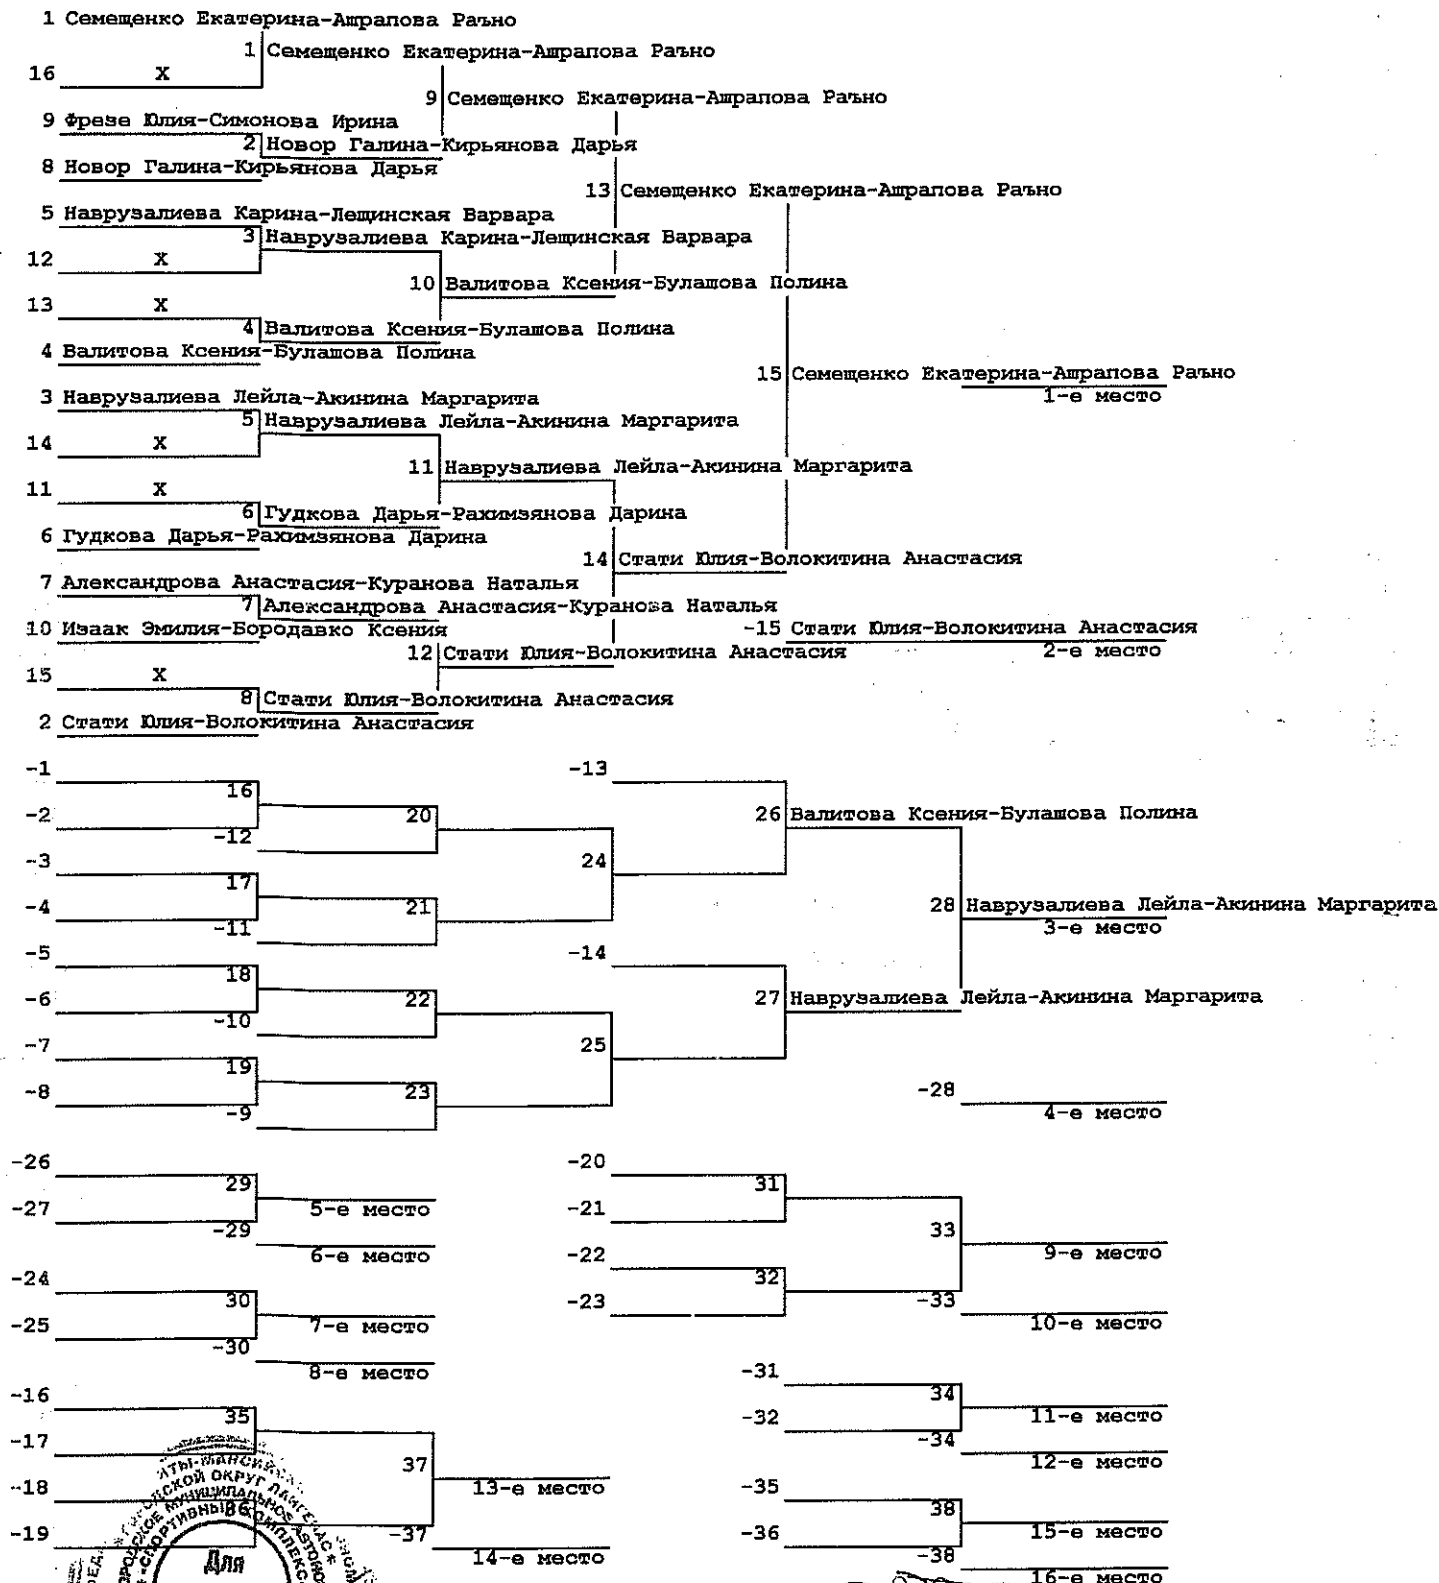 1 Семещенко Екатерина-Ашрапова Раъно
1 Семещенко Екатерина-Ашрапова Раъно
16 X
9 Семещенко Екатерина-Ашрапова Раъно
9 Фрезе Юлия-Симонова Ирина
2 Новор Галина-Кирьянова Дарья
8 Новор Галина-Кирьянова Дарья
13 Семещенко Екатерина-Ашрапова Раъно
5 Наврузалиева Карина-Лещинская Варвара
3 Наврузалиева Карина-Лещинская Варвара
12 X
10 Валитова Ксения-Булашова Полина
13 X
4 Валитова Ксения-Булашова Полина
4 Валитова Ксения-Булашова Полина
15 Семещенко Екатерина-Ашрапова Раъно
1-е место
3 Наврузалиева Лейла-Акинина Маргарита
5 Наврузалиева Лейла-Акинина Маргарита
14 X
11 Наврузалиева Лейла-Акинина Маргарита
11 X
6 Гудкова Дарья-Рахимзянова Дарина
6 Гудкова Дарья-Рахимзянова Дарина
14 Стати Юлия-Волокитина Анастасия
7 Александрова Анастасия-Куранова Наталья
7 Александрова Анастасия-Куранова Наталья
10 Изаак Эмилия-Бородавко Ксения
-15 Стати Юлия-Волокитина Анастасия
2-е место
12 Стати Юлия-Волокитина Анастасия
15 X
8 Стати Юлия-Волокитина Анастасия
2 Стати Юлия-Волокитина Анастасия
-1 -13
16
-2 20 26 Валитова Ксения-Булашова Полина
-12
-3 24
17
-4 21 28 Наврузалиева Лейла-Акинина Маргарита
-11 3-е место
-5 -14
18
-6 22 27 Наврузалиева Лейла-Акинина Маргарита
-10
-7 25
19
-8 23 -28
-9 4-е место
-26 -20
29 31
-27 5-е место -21
-29 33
6-е место -22 9-е место
-24 32
30 -23 -33
-25 7-е место 10-е место
-30
8-е место -31
-16 34
35 -32 11-е место
-17 -34
37 12-е место
-18 13-е место -35
36 38
-19 -37 -36 15-е место
14-е место -38
16-е место
Для